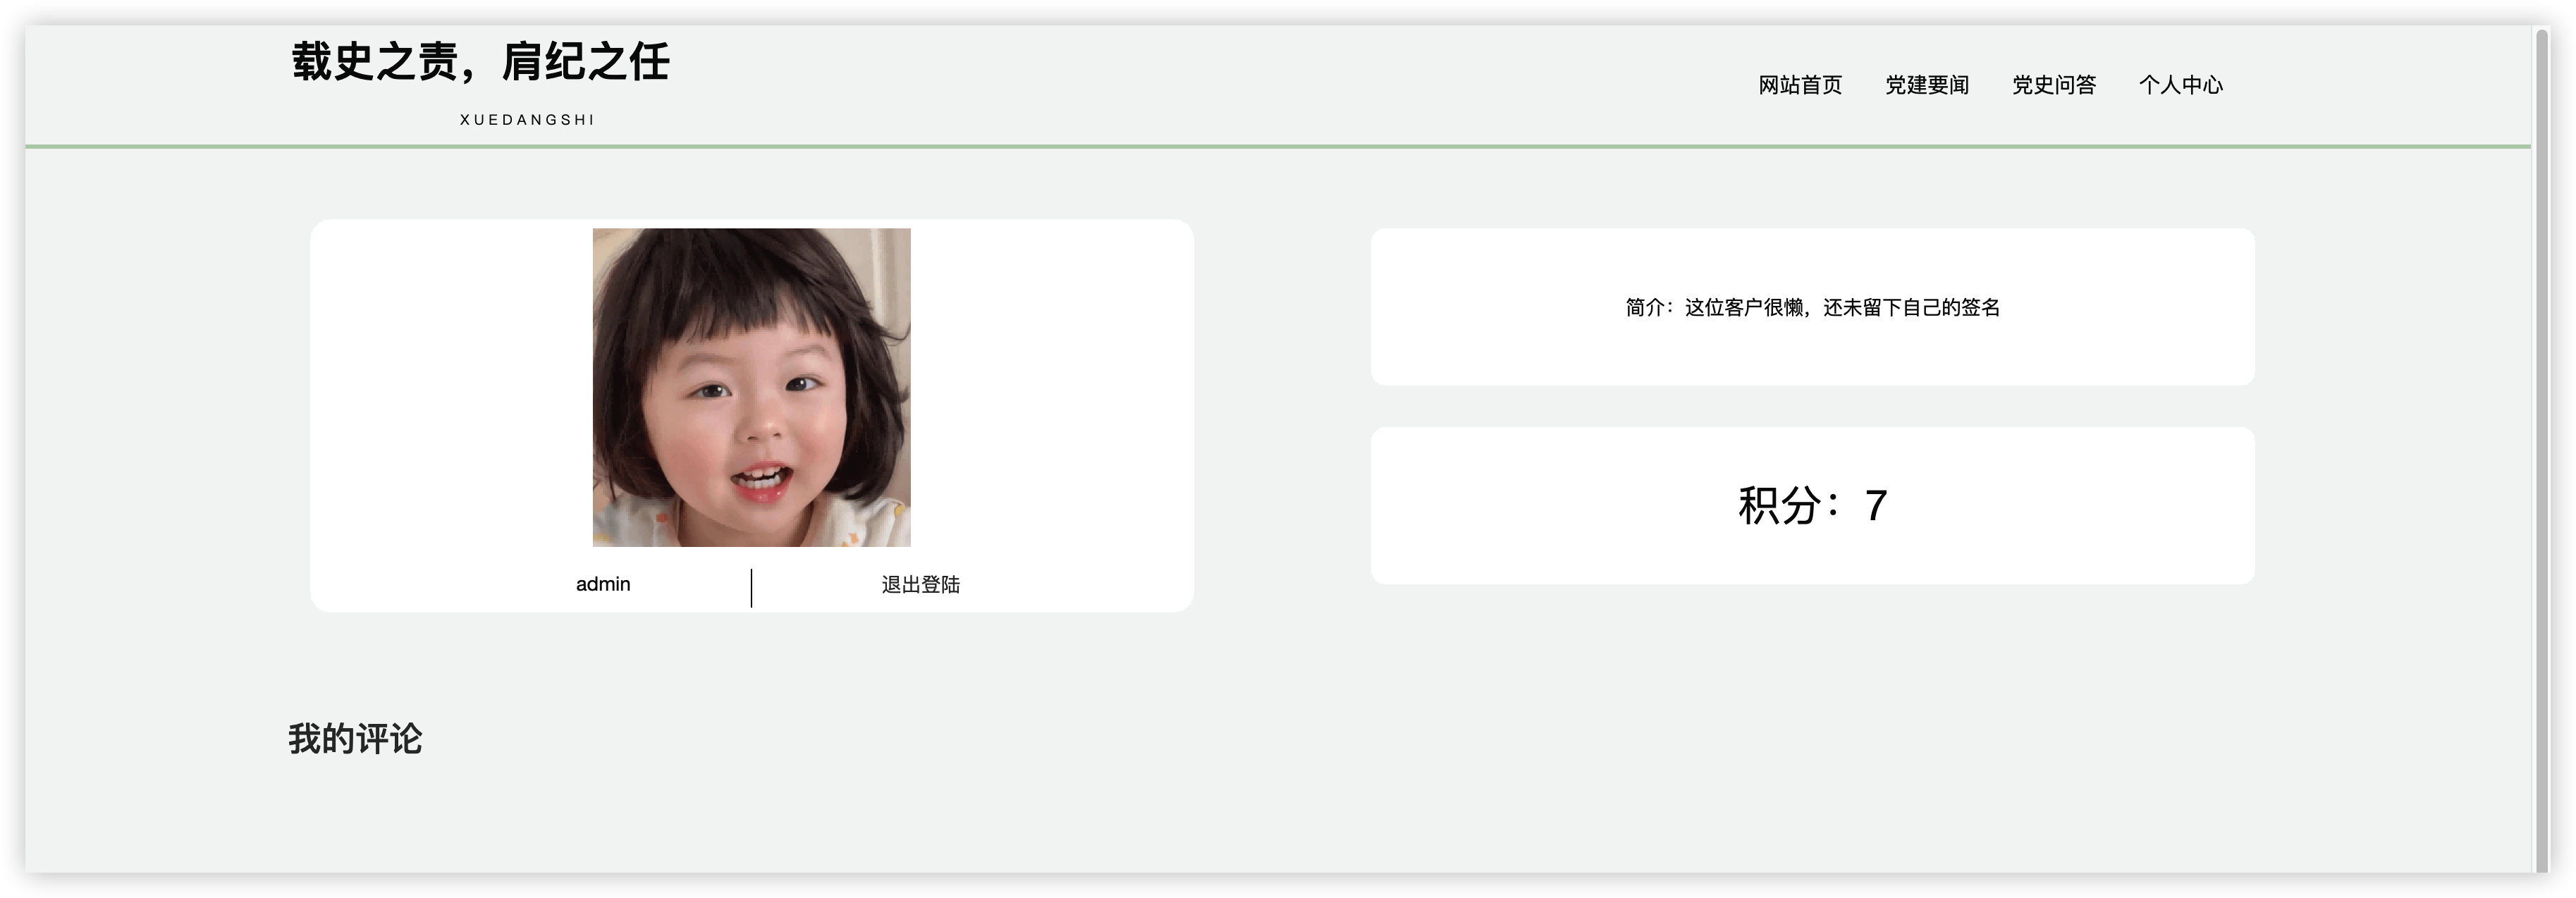 载史之责，肩纪之任
XUEDANGSHI
网站首页 党建要闻 党史问答 个人中心
admin
退出登陆
简介：这位客户很懒，还未留下自己的签名
积分：7
我的评论